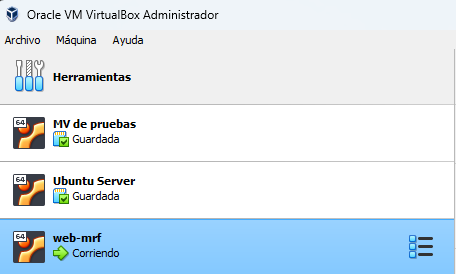 Oracle VM VirtualBox Administrador
Archivo Máquina Ayuda
Herramientas
64
MV de pruebas
Guardada
64
Ubuntu Server
Guardada
64
web-mrf
Corriendo